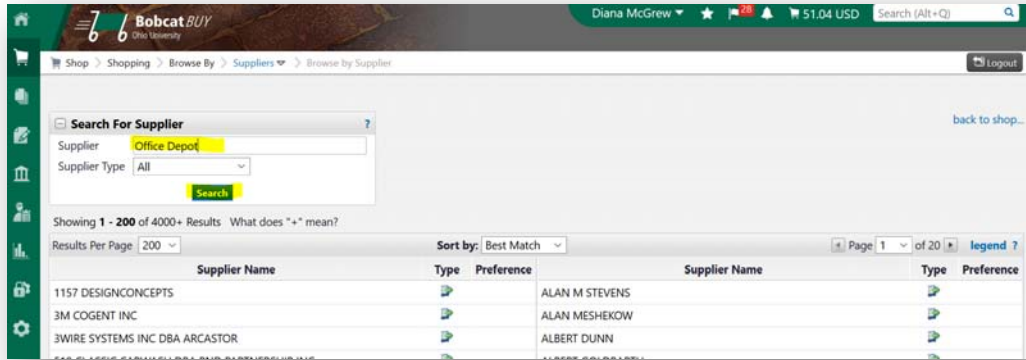 Bobcat BUY
Ohio University
Diana McGrew
28
51.04 USD
Search (Alt+Q)
Shop > Shopping > Browse By > Suppliers > Browse by Supplier
Logout
back to shop...
Search For Supplier ?
Supplier Office Depot
Supplier Type All
Search
Showing 1 - 200 of 4000+ Results What does "+" mean?
Results Per Page 200 Sort by: Best Match Page 1 of 20 legend ?
Supplier Name Type Preference Supplier Name Type Preference
1157 DESIGNCONCEPTS ALAN M STEVENS
3M COGENT INC ALAN MESHEKOW
3WIRE SYSTEMS INC DBA ARCASTOR ALBERT DUNN